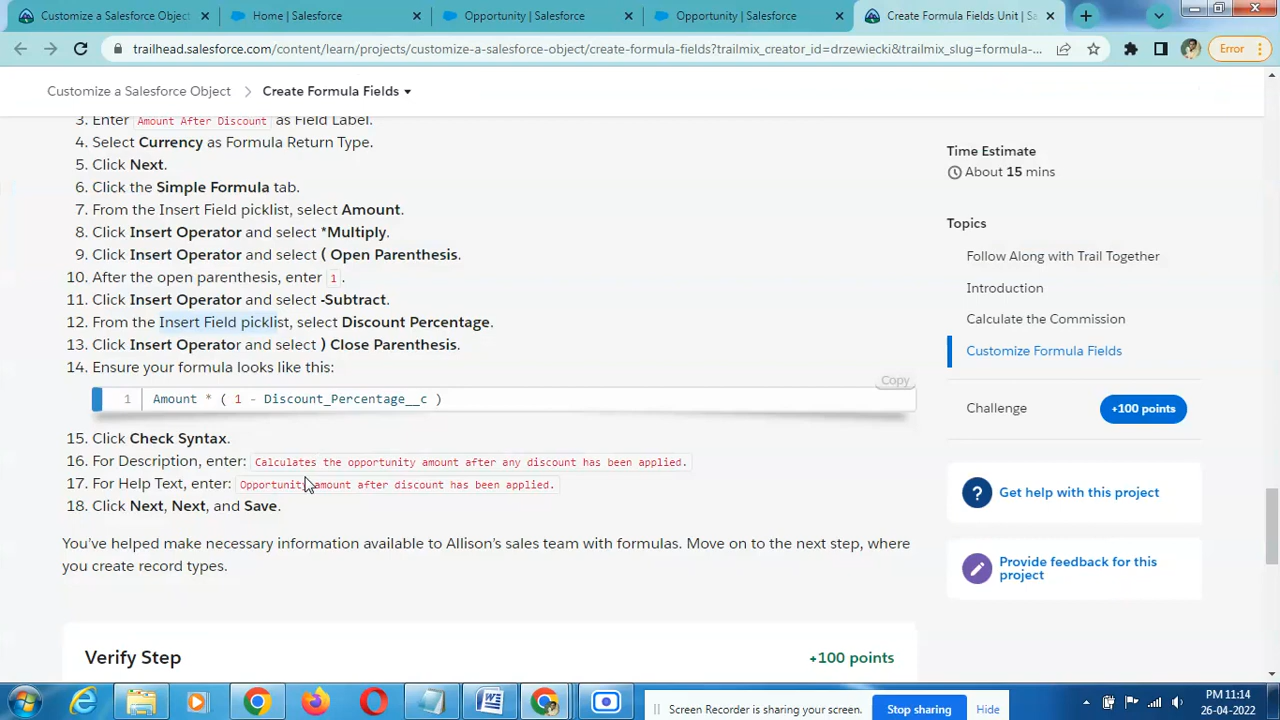 Customize a Salesforce Object
Home | Salesforce
Opportunity | Salesforce
Opportunity | Salesforce
Create Formula Fields Unit | Sa
trailhead.salesforce.com/content/learn/projects/customize-a-salesforce-object/create-formula-fields?trailmix_creator_id=drzewiecki&trailmix_slug=formula-...
Error
Customize a Salesforce Object
Create Formula Fields
3. Enter Amount After Discount as Field Label.
4. Select Currency as Formula Return Type.
5. Click Next.
6. Click the Simple Formula tab.
7. From the Insert Field picklist, select Amount.
8. Click Insert Operator and select *Multiply.
9. Click Insert Operator and select ( Open Parenthesis.
10. After the open parenthesis, enter 1.
11. Click Insert Operator and select -Subtract.
12. From the Insert Field picklist, select Discount Percentage.
13. Click Insert Operator and select ) Close Parenthesis.
14. Ensure your formula looks like this:
Copy
1 Amount * ( 1 - Discount_Percentage__c )
15. Click Check Syntax.
16. For Description, enter: Calculates the opportunity amount after any discount has been applied.
17. For Help Text, enter: Opportunity amount after discount has been applied.
18. Click Next, Next, and Save.
You've helped make necessary information available to Allison's sales team with formulas. Move on to the next step, where
you create record types.
Verify Step
+100 points
Time Estimate
About 15 mins
Topics
Follow Along with Trail Together
Introduction
Calculate the Commission
Customize Formula Fields
Challenge
+100 points
Get help with this project
Provide feedback for this
project
Screen Recorder is sharing your screen.
Stop sharing
Hide
PM 11:14
26-04-2022